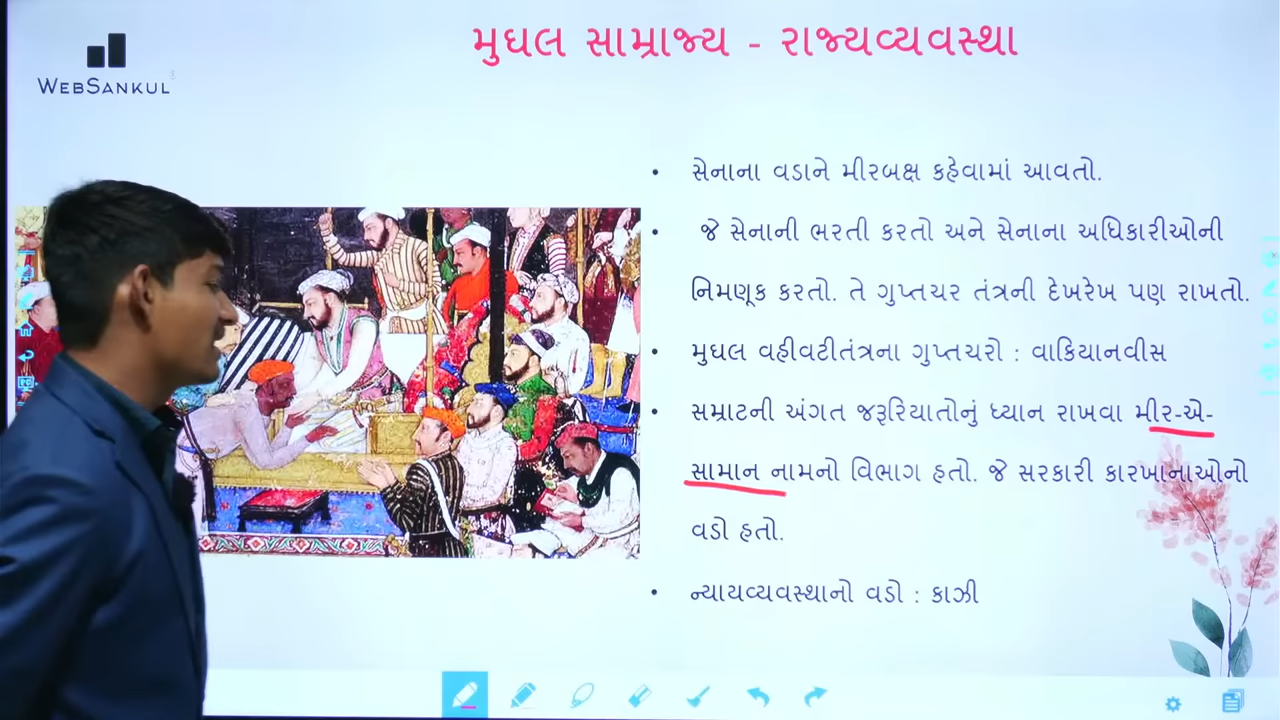 મુઘલ સામ્રાજ્ય - રાજ્યવ્યવસ્થા
WEBSANKUL
• સેનાના વડાને મીરબક્ષ કહેવામાં આવતો.
• જે સેનાની ભરતી કરતો અને સેનાના અધિકારીઓની
નિમણૂક કરતો. તે ગુપ્તચર તંત્રની દેખરેખ પણ રાખતો.
• મુઘલ વહીવટીતંત્રના ગુપ્તચરો : વાકિયાનવીસ
• સમ્રાટની અંગત જરૂરિયાતોનું ધ્યાન રાખવા મીર-એ-
સામાન નામનો વિભાગ હતો. જે સરકારી કારખાનાઓનો
વડો હતો.
• ન્યાયવ્યવસ્થાનો વડો : કાઝી